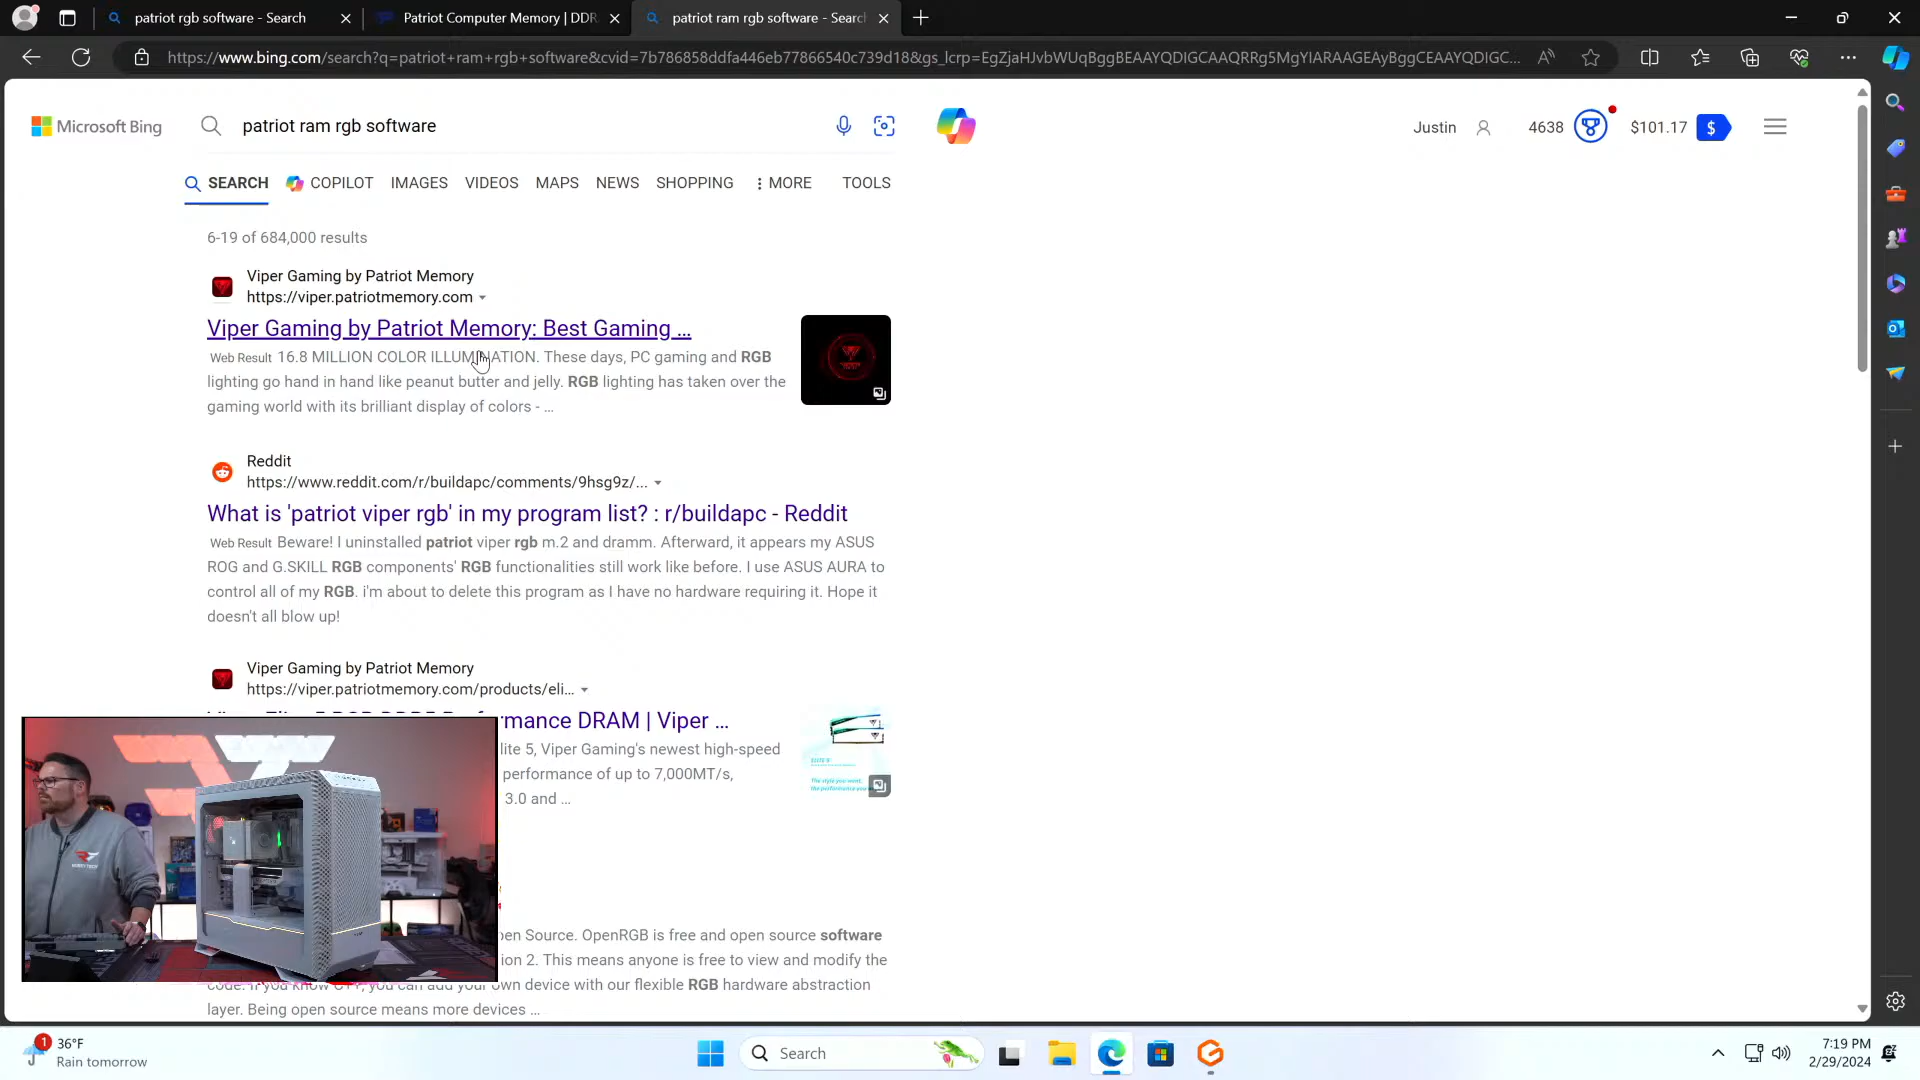 patriot rgb software - Search
Patriot Computer Memory | DDR
patriot ram rgb software - Search
https://www.bing.com/search?q=patriot+ram+rgb+software&cvid=7b786858ddfa446eb77866540c739d18&gs_lcrp=EgZjaHJvbWUqBggBEAAYQDIGCAAQRRg5MgYIARAAGEAyBggCEAAYQDIGC...
Microsoft Bing
patriot ram rgb software
Justin
4638
$101.17
$
SEARCH
COPILOT
IMAGES
VIDEOS
MAPS
NEWS
SHOPPING
MORE
TOOLS
6-19 of 684,000 results
Viper Gaming by Patriot Memory
https://viper.patriotmemory.com
Viper Gaming by Patriot Memory: Best Gaming ...
Web Result 16.8 MILLION COLOR ILLUMINATION. These days, PC gaming and RGB
lighting go hand in hand like peanut butter and jelly. RGB lighting has taken over the
gaming world with its brilliant display of colors - ...
Reddit
https://www.reddit.com/r/buildapc/comments/9hsg9z/...
What is 'patriot viper rgb' in my program list? : r/buildapc - Reddit
Web Result Beware! I uninstalled patriot viper rgb m.2 and dramm. Afterward, it appears my ASUS
ROG and G.SKILL RGB components' RGB functionalities still work like before. I use ASUS AURA to
control all of my RGB. i'm about to delete this program as I have no hardware requiring it. Hope it
doesn't all blow up!
Viper Gaming by Patriot Memory
https://viper.patriotmemory.com/products/eli...
mance DRAM | Viper ...
lite 5, Viper Gaming's newest high-speed
performance of up to 7,000MT/s,
3.0 and ...
en Source. OpenRGB is free and open source software
ion 2. This means anyone is free to view and modify the
code. If you know C++, you can add your own device with our flexible RGB hardware abstraction
layer. Being open source means more devices ...
1
36°F
Rain tomorrow
Search
7:19 PM
2/29/2024